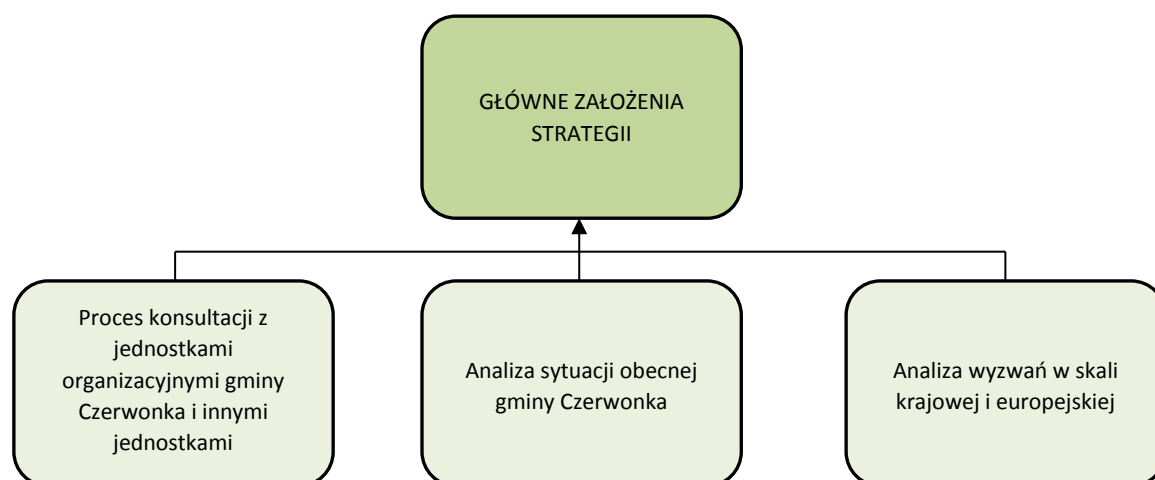 GŁÓWNE ZAŁOŻENIA
STRATEGII
Proces konsultacji z
jednostkami
organizacyjnymi gminy
Czerwonka i innymi
jednostkami
Analiza sytuacji obecnej
gminy Czerwonka
Analiza wyzwań w skali
krajowej i europejskiej